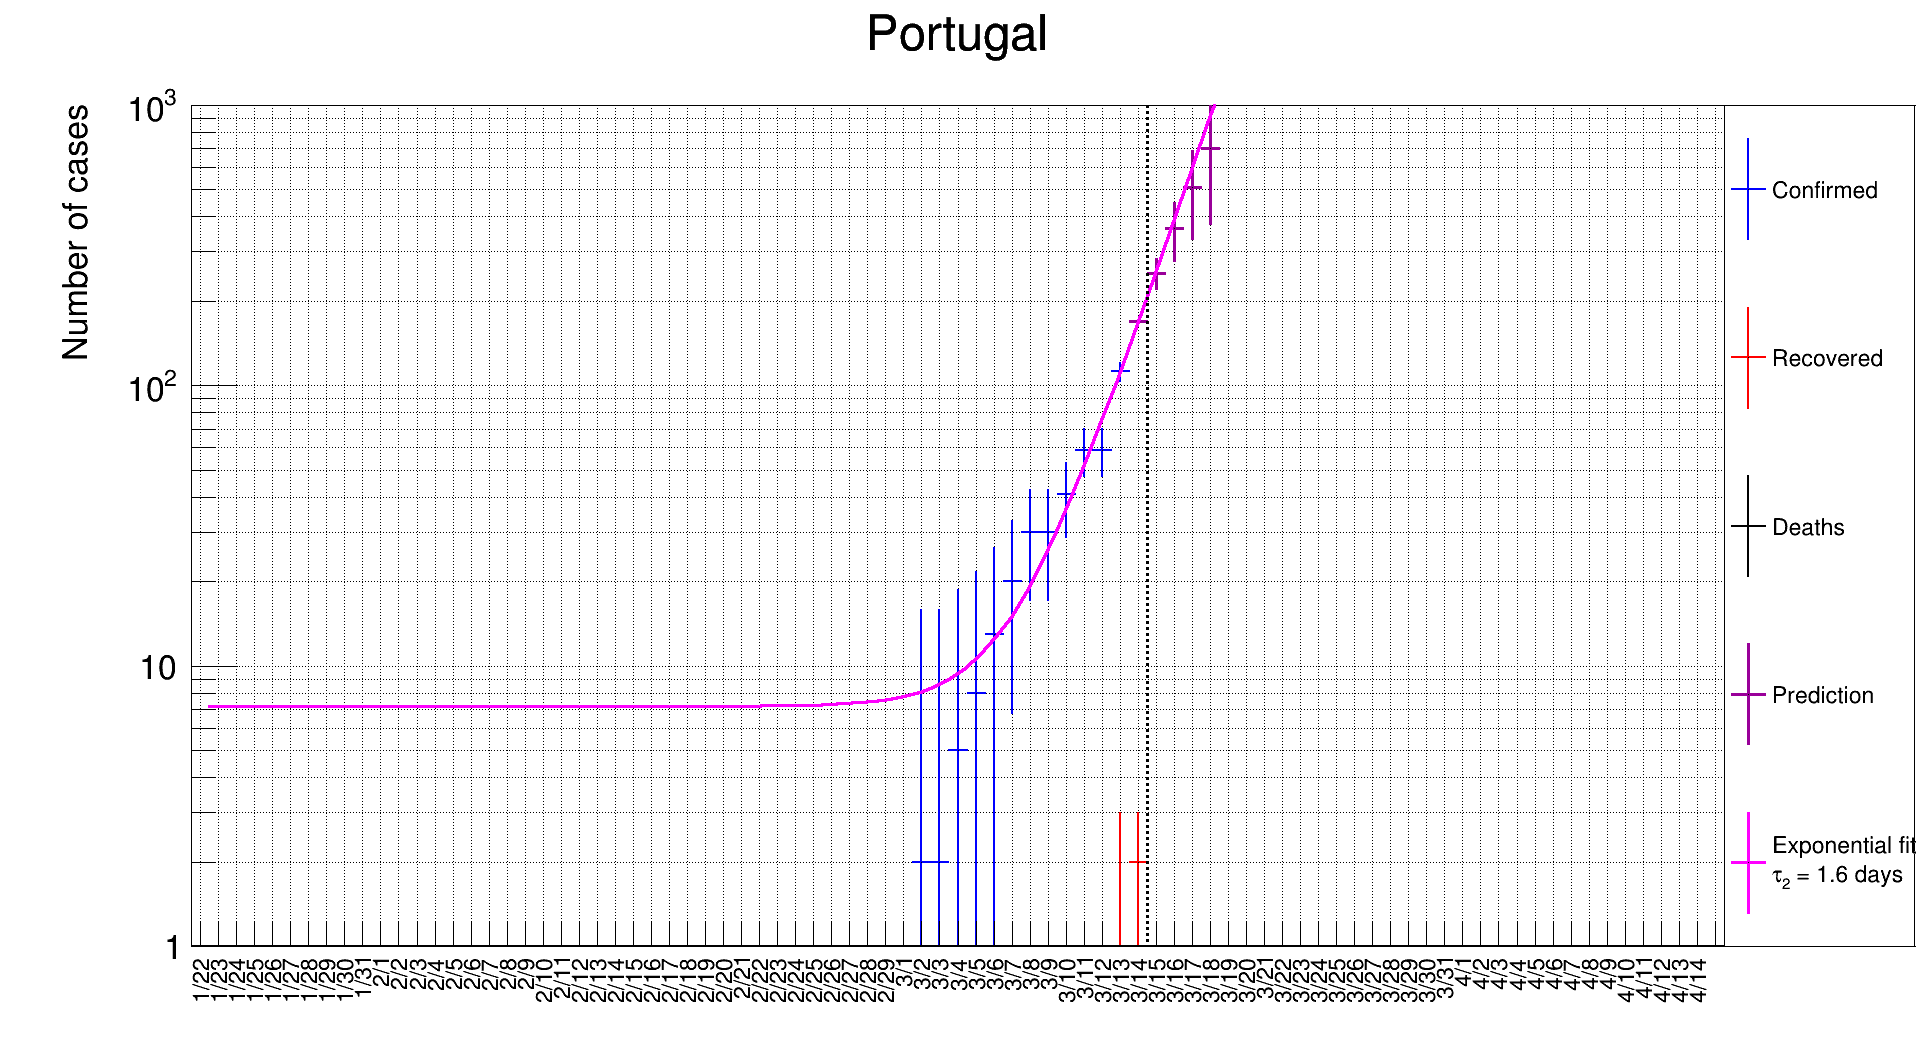 Portugal
Number of cases
10³
10²
10
1
1/22 1/23 1/24 1/25 1/26 1/27 1/28 1/29 1/30 1/31 2/1 2/2 2/3 2/4 2/5 2/6 2/7 2/8 2/9 2/10 2/11 2/12 2/13 2/14 2/15 2/16 2/17 2/18 2/19 2/20 2/21 2/22 2/23 2/24 2/25 2/26 2/27 2/28 2/29 3/1 3/2 3/3 3/4 3/5 3/6 3/7 3/8 3/9 3/10 3/11 3/12 3/13 3/14 3/15 3/16 3/17 3/18 3/19 3/20 3/21 3/22 3/23 3/24 3/25 3/26 3/27 3/28 3/29 3/30 3/31 4/1 4/2 4/3 4/4 4/5 4/6 4/7 4/8 4/9 4/10 4/11 4/12 4/13 4/14
Confirmed
Recovered
Deaths
Prediction
Exponential fit
τ₂ = 1.6 days